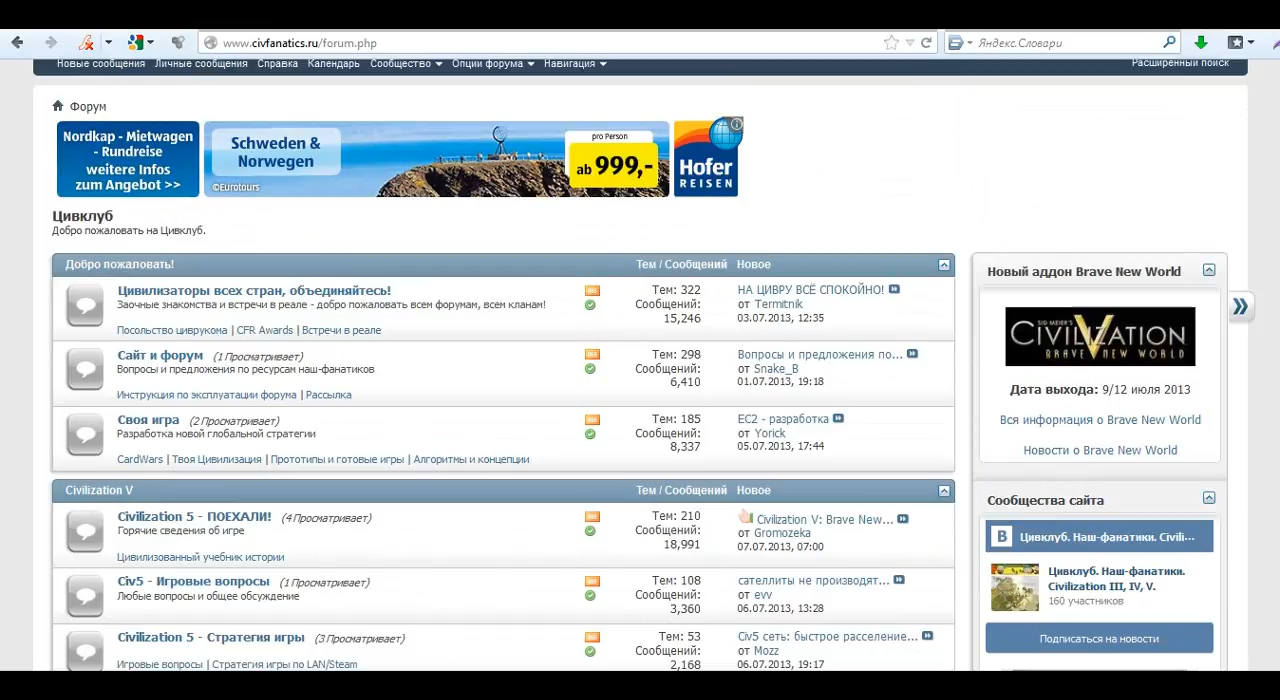 www.civfanatics.ru/forum.php
Яндекс.Словари
Новые сообщения Личные сообщения Справка Календарь Сообщество Опции форума Навигация
Расширенный поиск
Форум
Nordkap - Mietwagen
- Rundreise
weitere Infos
zum Angebot >>
Schweden &
Norwegen
©Eurotours
pro Person
ab 999,-
Hofer
REISEN
Цивклуб
Добро пожаловать на Цивклуб.
Добро пожаловать! Тем / Сообщений Новое
Цивилизаторы всех стран, объединяйтесь!
Заочные знакомства и встречи в реале - добро пожаловать всем форумам, всем кланам!
Посольство циврукома | CFR Awards | Встречи в реале
Тем: 322
Сообщений:
15,246
НА ЦИВРУ ВСЁ СПОКОЙНО!
от Termitnik
03.07.2013, 12:35
Сайт и форум (1 Просматривает)
Вопросы и предложения по ресурсам наш-фанатиков
Инструкция по эксплуатации форума | Рассылка
Тем: 298
Сообщений:
6,410
Вопросы и предложения по...
от Snake_B
01.07.2013, 19:18
Своя игра (2 Просматривает)
Разработка новой глобальной стратегии
CardWars | Твоя Цивилизация | Прототипы и готовые игры | Алгоритмы и концепции
Тем: 185
Сообщений:
8,337
ЕС2 - разработка
от Yorick
05.07.2013, 17:44
Civilization V Тем / Сообщений Новое
Civilization 5 - ПОЕХАЛИ! (4 Просматривает)
Горячие сведения об игре
Цивилизованный учебник истории
Тем: 210
Сообщений:
18,991
Civilization V: Brave New...
от Gromozeka
07.07.2013, 07:00
Civ5 - Игровые вопросы (1 Просматривает)
Любые вопросы и общее обсуждение
Тем: 108
Сообщений:
3,360
сателлиты не производят...
от evv
06.07.2013, 13:28
Civilization 5 - Стратегия игры (3 Просматривает)
Игровые вопросы | Стратегия игры по LAN/Steam
Тем: 53
Сообщений:
2,168
Civ5 сеть: быстрое расселение...
от Mozz
06.07.2013, 19:17
Новый аддон Brave New World
SID MEIER'S
CIVILIZATION V
BRAVE NEW WORLD
Дата выхода: 9/12 июля 2013
Вся информация о Brave New World
Новости о Brave New World
Сообщества сайта
В Цивклуб. Наш-фанатики. Civili...
Цивклуб. Наш-фанатики.
Civilization III, IV, V.
160 участников
Подписаться на новости